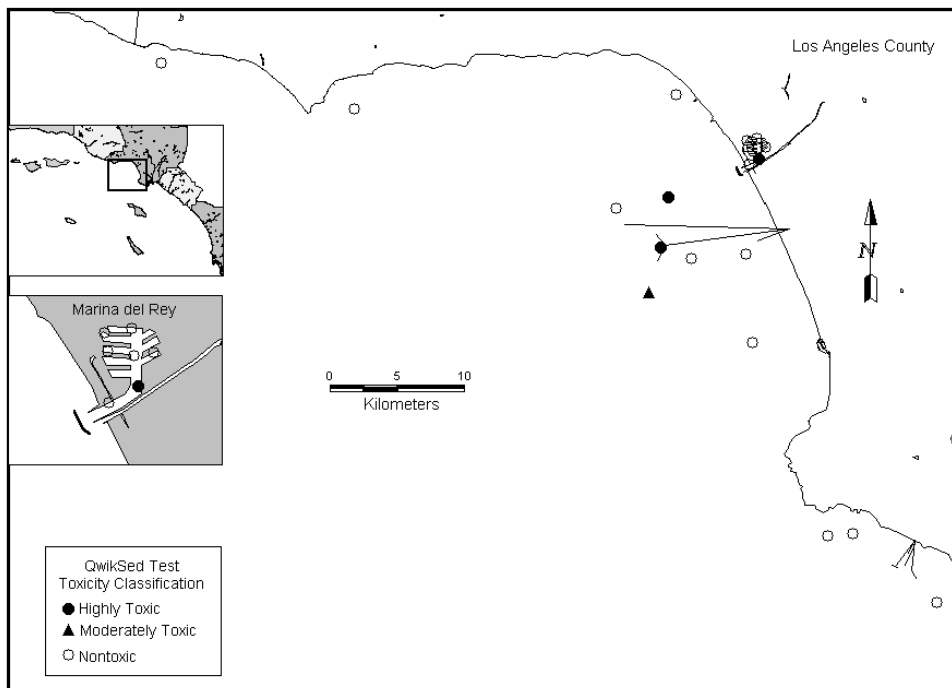 Los Angeles County
N
Marina del Rey
0 5 10
Kilometers
QwikSed Test
Toxicity Classification
Highly Toxic
Moderately Toxic
Nontoxic